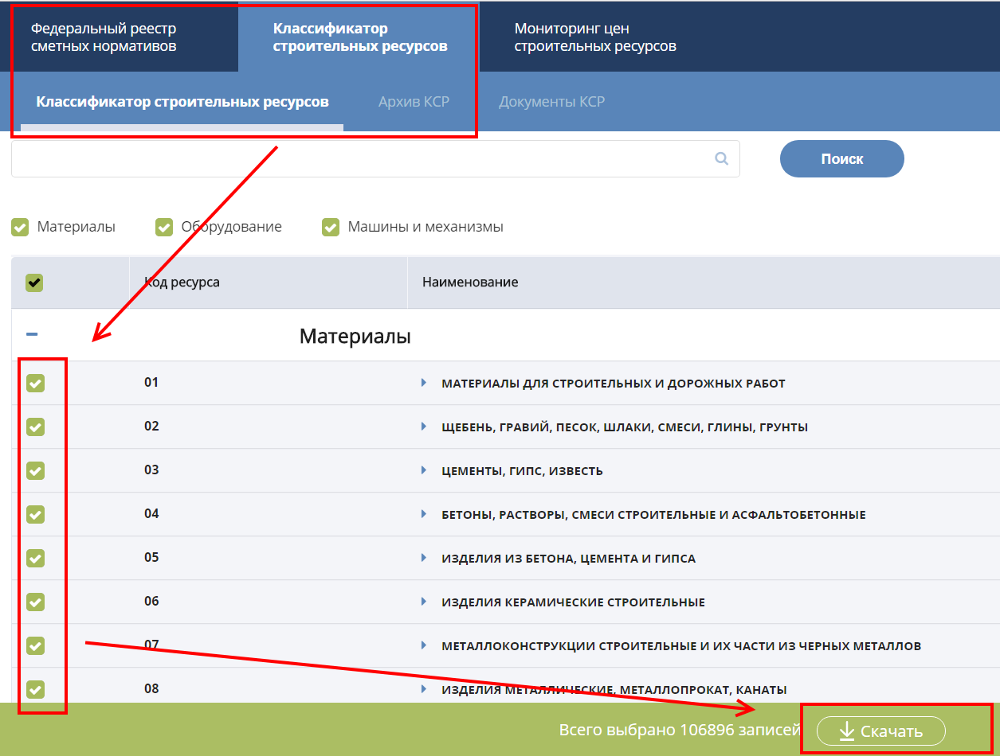 Федеральный реестр
сметных нормативов
Классификатор
строительных ресурсов
Мониторинг цен
строительных ресурсов
Классификатор строительных ресурсов
Архив КСР
Документы КСР
Поиск
Материалы
Оборудование
Машины и механизмы
Код ресурса
Наименование
Материалы
01
МАТЕРИАЛЫ ДЛЯ СТРОИТЕЛЬНЫХ И ДОРОЖНЫХ РАБОТ
02
ЩЕБЕНЬ, ГРАВИЙ, ПЕСОК, ШЛАКИ, СМЕСИ, ГЛИНЫ, ГРУНТЫ
03
ЦЕМЕНТЫ, ГИПС, ИЗВЕСТЬ
04
БЕТОНЫ, РАСТВОРЫ, СМЕСИ СТРОИТЕЛЬНЫЕ И АСФАЛЬТОБЕТОННЫЕ
05
ИЗДЕЛИЯ ИЗ БЕТОНА, ЦЕМЕНТА И ГИПСА
06
ИЗДЕЛИЯ КЕРАМИЧЕСКИЕ СТРОИТЕЛЬНЫЕ
07
МЕТАЛЛОКОНСТРУКЦИИ СТРОИТЕЛЬНЫЕ И ИХ ЧАСТИ ИЗ ЧЕРНЫХ МЕТАЛЛОВ
08
ИЗДЕЛИЯ МЕТАЛЛИЧЕСКИЕ, МЕТАЛЛОПРОКАТ, КАНАТЫ
Всего выбрано 106896 записей
Скачать